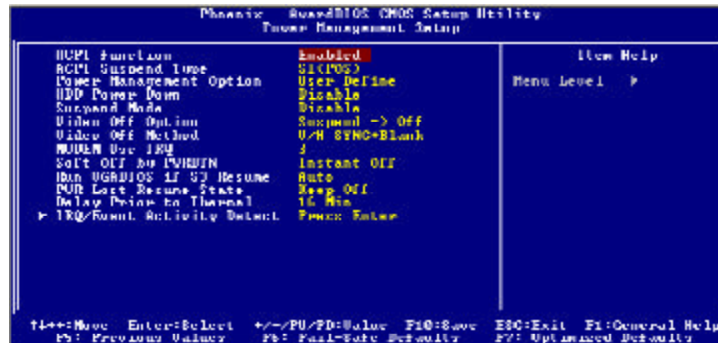 Phoenix - AwardBIOS CMOS Setup Utility
Power Management Setup
ACPI function Enabled
ACPI Suspend Type S1(POS)
Power Management Option User Define
HDD Power Down Disable
Suspend Mode Disable
Video Off Option Suspend -> Off
Video Off Method V/H SYNC+Blank
MODEM Use IRQ 3
Soft Off by PWRBTN Instant Off
Run VGABIOS if S3 Resume Auto
PWR Lost Resume State Keep Off
Delay Prior to Thermal 16 Min
► IRQ/Event Activity Detect Press Enter
Item Help
Menu Level ►
↑↓→←:Move Enter:Select +/-/PU/PD:Value F10:Save ESC:Exit F1:General Help
F5: Previous Values F6: Fail-Safe Defaults F7: Optimized Defaults